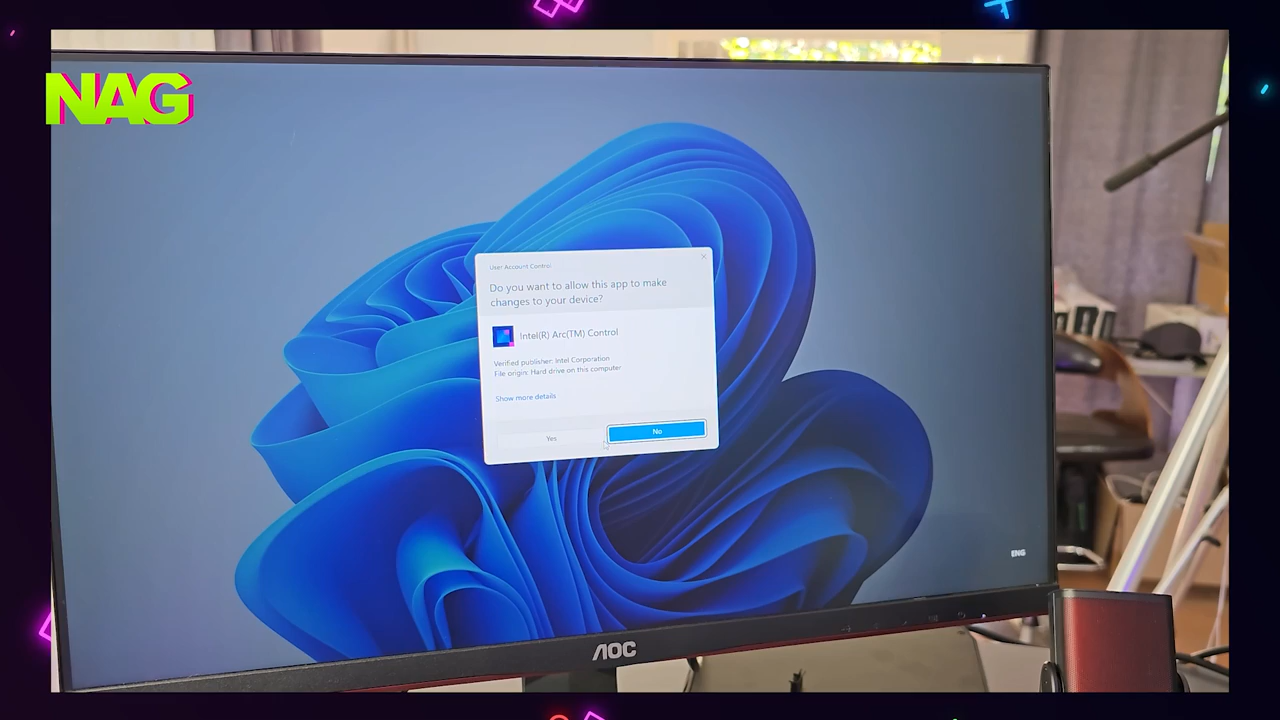 NAG
User Account Control
Do you want to allow this app to make
changes to your device?
Intel(R) Arc(TM) Control
Verified publisher: Intel Corporation
File origin: Hard drive on this computer
Show more details
Yes
No
ENG
AOC